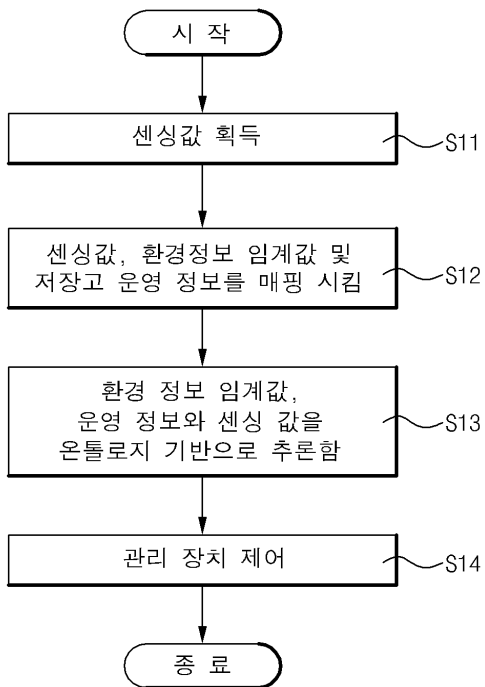 시 작
센싱값 획득
S11
센싱값, 환경정보 임계값 및
저장고 운영 정보를 매핑 시킴
S12
환경 정보 임계값,
운영 정보와 센싱 값을
온톨로지 기반으로 추론함
S13
관리 장치 제어
S14
종 료